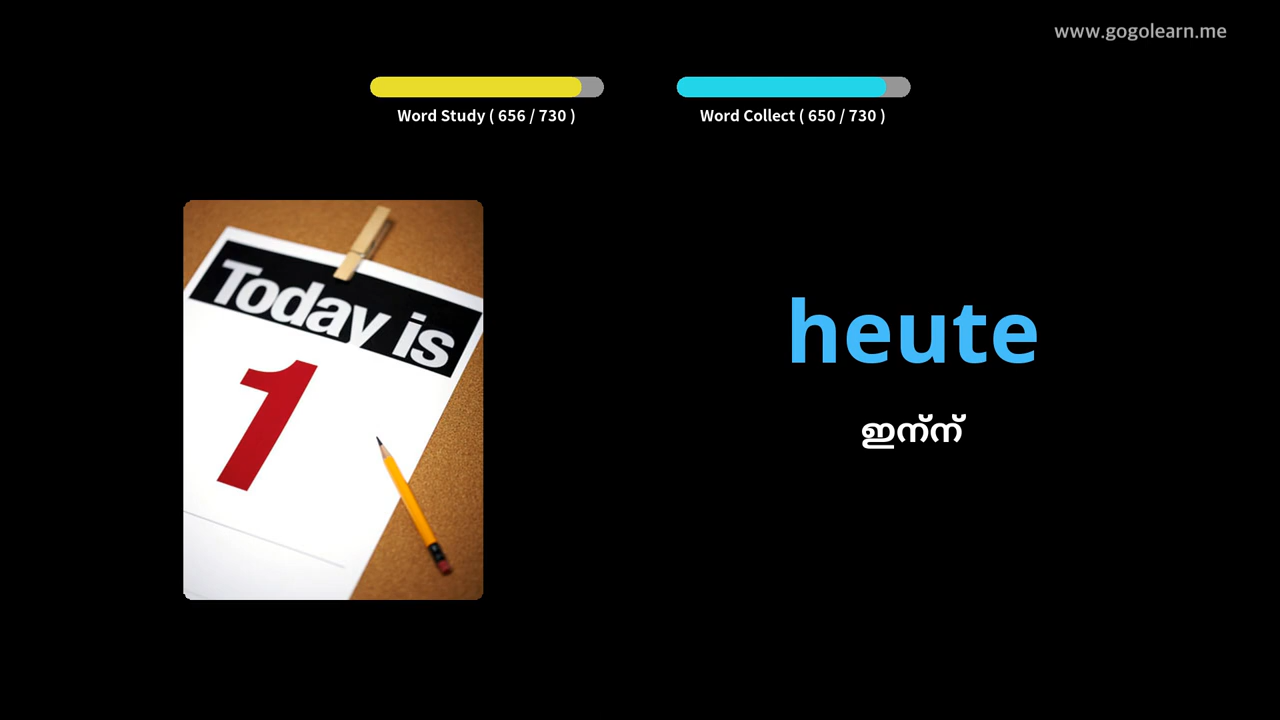 www.gogolearn.me
Word Study ( 656 / 730 )
Word Collect ( 650 / 730 )
Today is
1
heute
ഇന്ന്